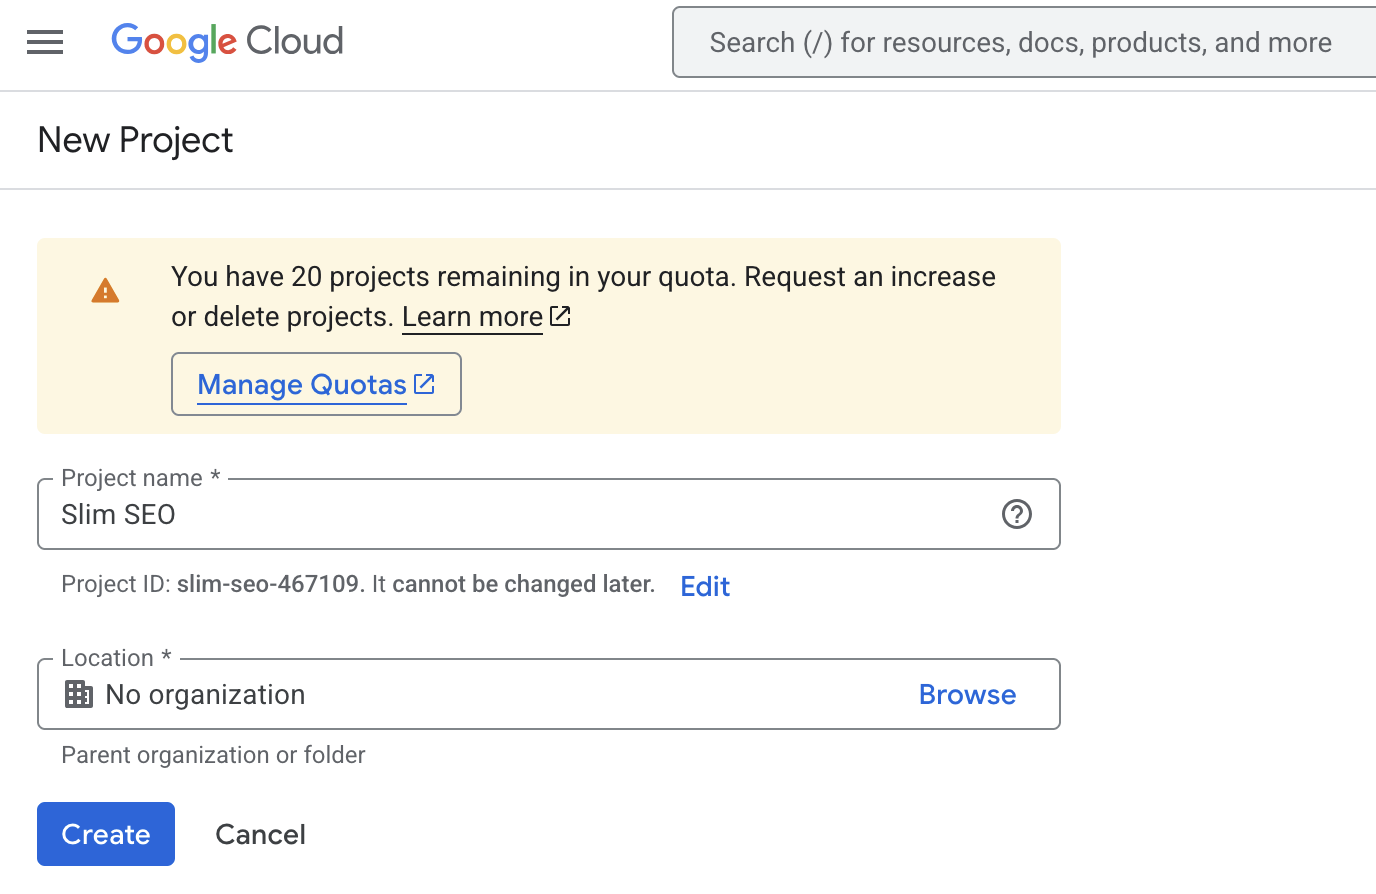 Google Cloud
Search (/) for resources, docs, products, and more
New Project
You have 20 projects remaining in your quota. Request an increase
or delete projects. Learn more
Manage Quotas
Project name *
Slim SEO
Project ID: slim-seo-467109. It cannot be changed later. Edit
Location *
No organization Browse
Parent organization or folder
Create Cancel